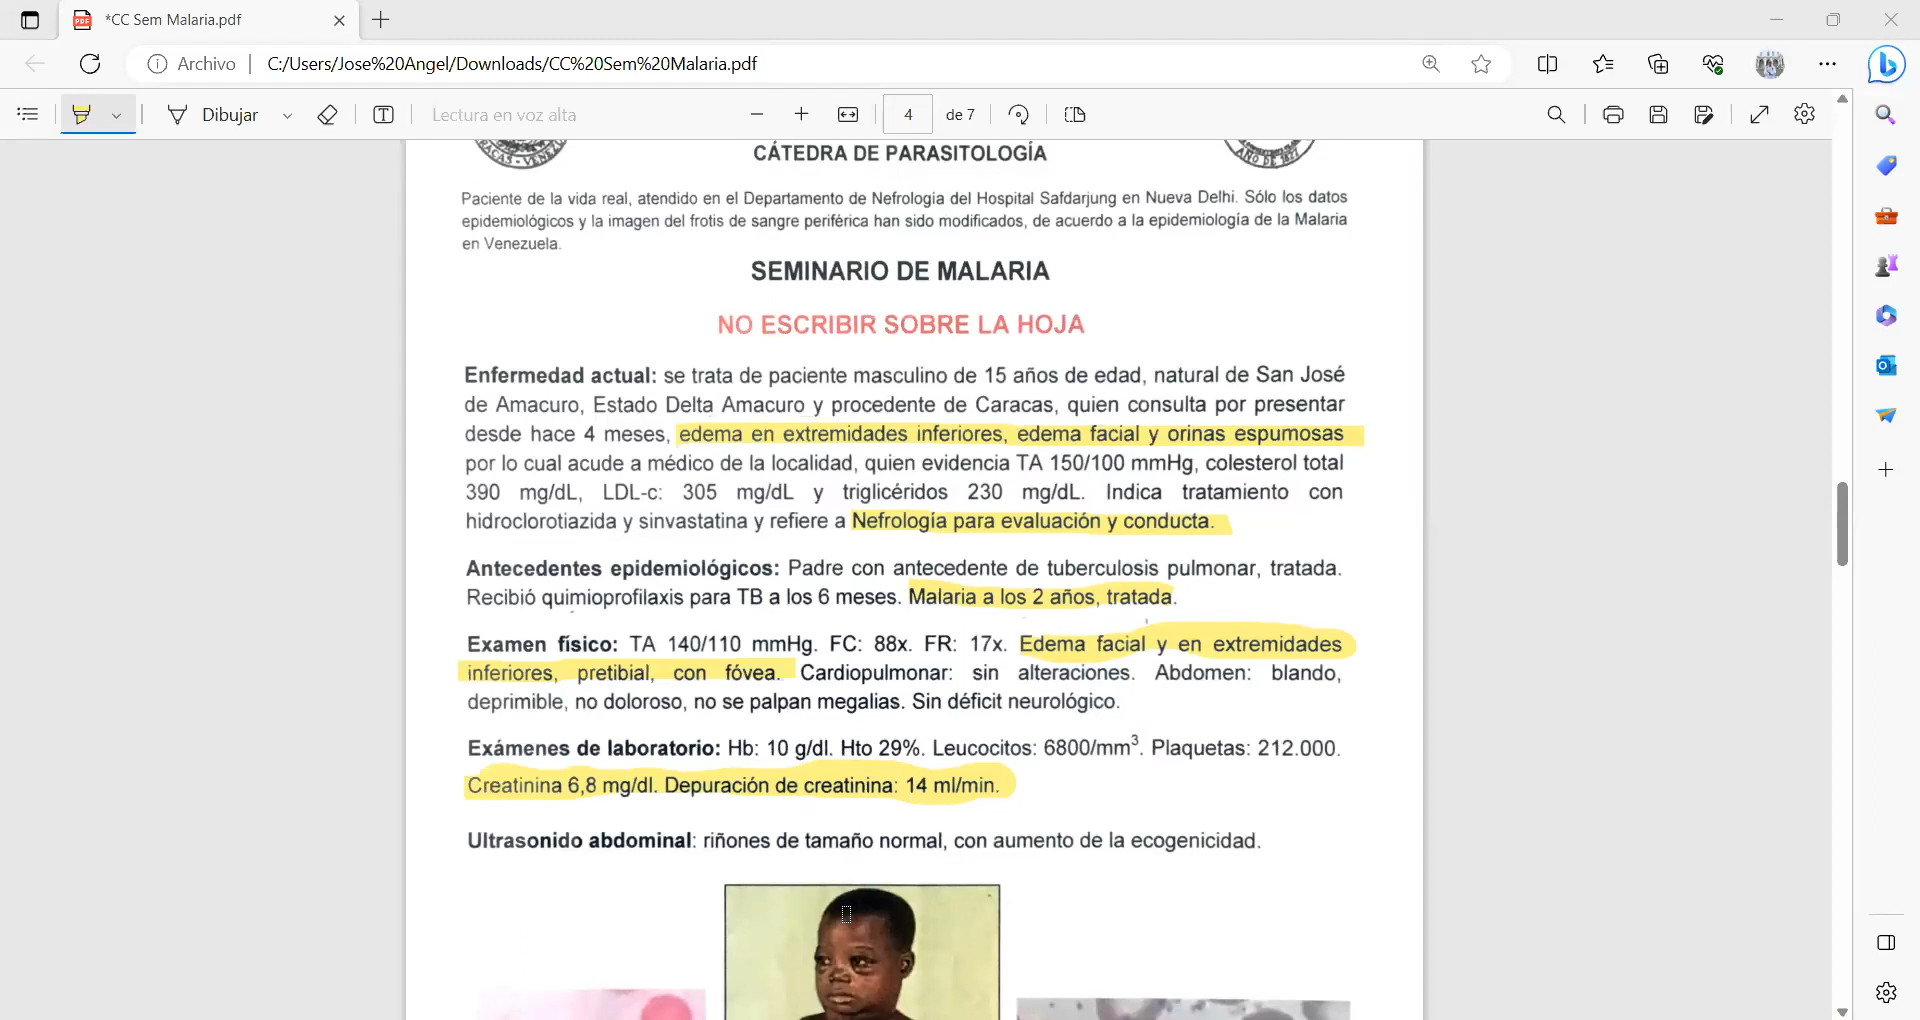 *CC Sem Malaria.pdf
Archivo
C:/Users/Jose%20Angel/Downloads/CC%20Sem%20Malaria.pdf
Dibujar
Lectura en voz alta
4
de 7
CÁTEDRA DE PARASITOLOGÍA
Paciente de la vida real, atendido en el Departamento de Nefrología del Hospital Safdarjung en Nueva Delhi. Sólo los datos
epidemiológicos y la imagen del frotis de sangre periférica han sido modificados, de acuerdo a la epidemiología de la Malaria
en Venezuela.
SEMINARIO DE MALARIA
NO ESCRIBIR SOBRE LA HOJA
Enfermedad actual: se trata de paciente masculino de 15 años de edad, natural de San José
de Amacuro, Estado Delta Amacuro y procedente de Caracas, quien consulta por presentar
desde hace 4 meses, edema en extremidades inferiores, edema facial y orinas espumosas
por lo cual acude a médico de la localidad, quien evidencia TA 150/100 mmHg, colesterol total
390 mg/dL, LDL-c: 305 mg/dL y triglicéridos 230 mg/dL. Indica tratamiento con
hidroclorotiazida y sinvastatina y refiere a Nefrología para evaluación y conducta.
Antecedentes epidemiológicos: Padre con antecedente de tuberculosis pulmonar, tratada.
Recibió quimioprofilaxis para TB a los 6 meses. Malaria a los 2 años, tratada.
Examen físico: TA 140/110 mmHg. FC: 88x. FR: 17x. Edema facial y en extremidades
inferiores, pretibial, con fóvea. Cardiopulmonar: sin alteraciones. Abdomen: blando,
deprimible, no doloroso, no se palpan megalias. Sin déficit neurológico.
Exámenes de laboratorio: Hb: 10 g/dl. Hto 29%. Leucocitos: 6800/mm³. Plaquetas: 212.000.
Creatinina 6,8 mg/dl. Depuración de creatinina: 14 ml/min.
Ultrasonido abdominal: riñones de tamaño normal, con aumento de la ecogenicidad.